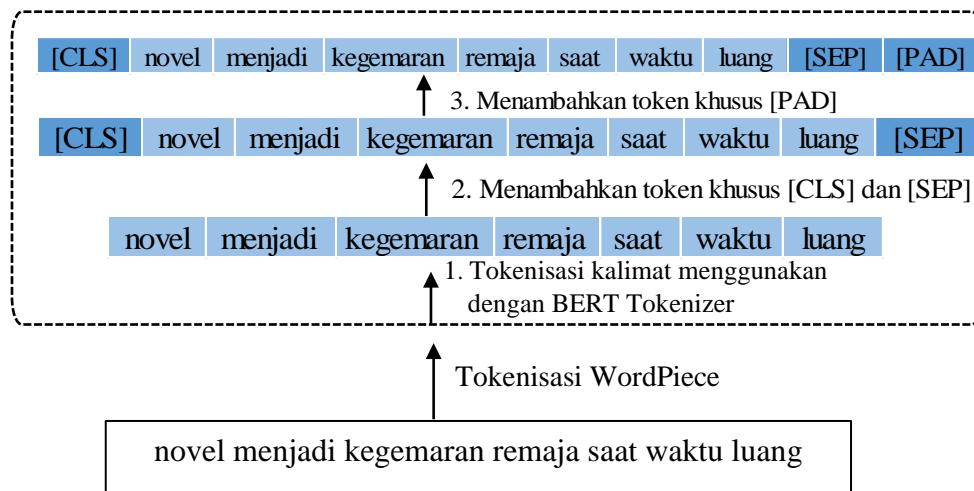 [CLS] novel menjadi kegemaran remaja saat waktu luang [SEP] [PAD]
3. Menambahkan token khusus [PAD]
[CLS] novel menjadi kegemaran remaja saat waktu luang [SEP]
2. Menambahkan token khusus [CLS] dan [SEP]
novel menjadi kegemaran remaja saat waktu luang
1. Tokenisasi kalimat menggunakan
dengan BERT Tokenizer
Tokenisasi WordPiece
novel menjadi kegemaran remaja saat waktu luang